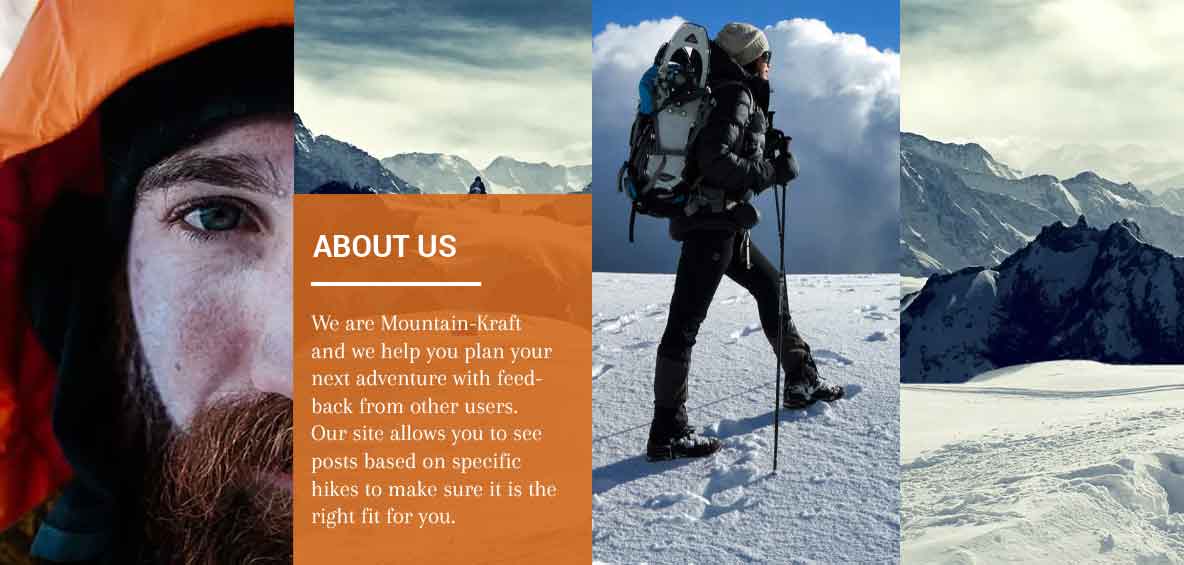 ABOUT US
We are Mountain-Kraft
and we help you plan your
next adventure with feed-
back from other users.
Our site allows you to see
posts based on specific
hikes to make sure it is the
right fit for you.